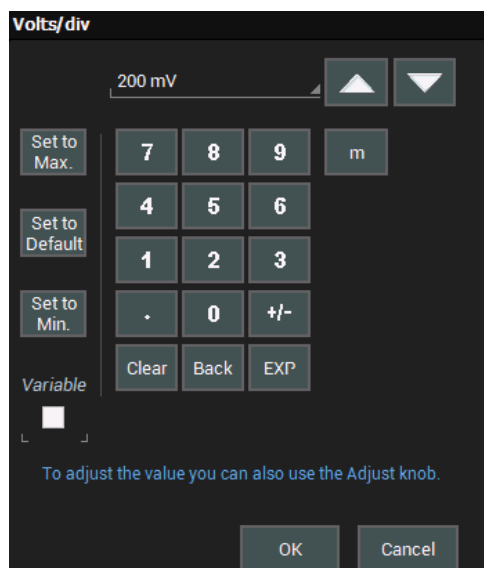 Volts/div
200 mV
Set to
Max.
7 8 9 m
Set to
Default
4 5 6
1 2 3
Set to
Min.
. 0 +/-
Clear Back EXP
Variable
To adjust the value you can also use the Adjust knob.
OK Cancel